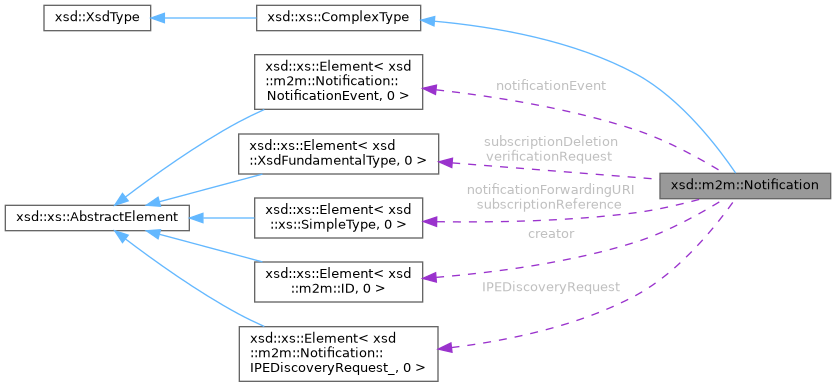 xsd::XsdType
xsd::xs::ComplexType
xsd::xs::Element< xsd
::m2m::Notification::
NotificationEvent, 0 >
notificationEvent
xsd::xs::Element< xsd
::XsdFundamentalType, 0 >
subscriptionDeletion
verificationRequest
xsd::m2m::Notification
xsd::xs::AbstractElement
xsd::xs::Element< xsd
::xs::SimpleType, 0 >
notificationForwardingURI
subscriptionReference
creator
xsd::xs::Element< xsd
::m2m::ID, 0 >
IPEDiscoveryRequest
xsd::xs::Element< xsd
::m2m::Notification::
IPEDiscoveryRequest_, 0 >